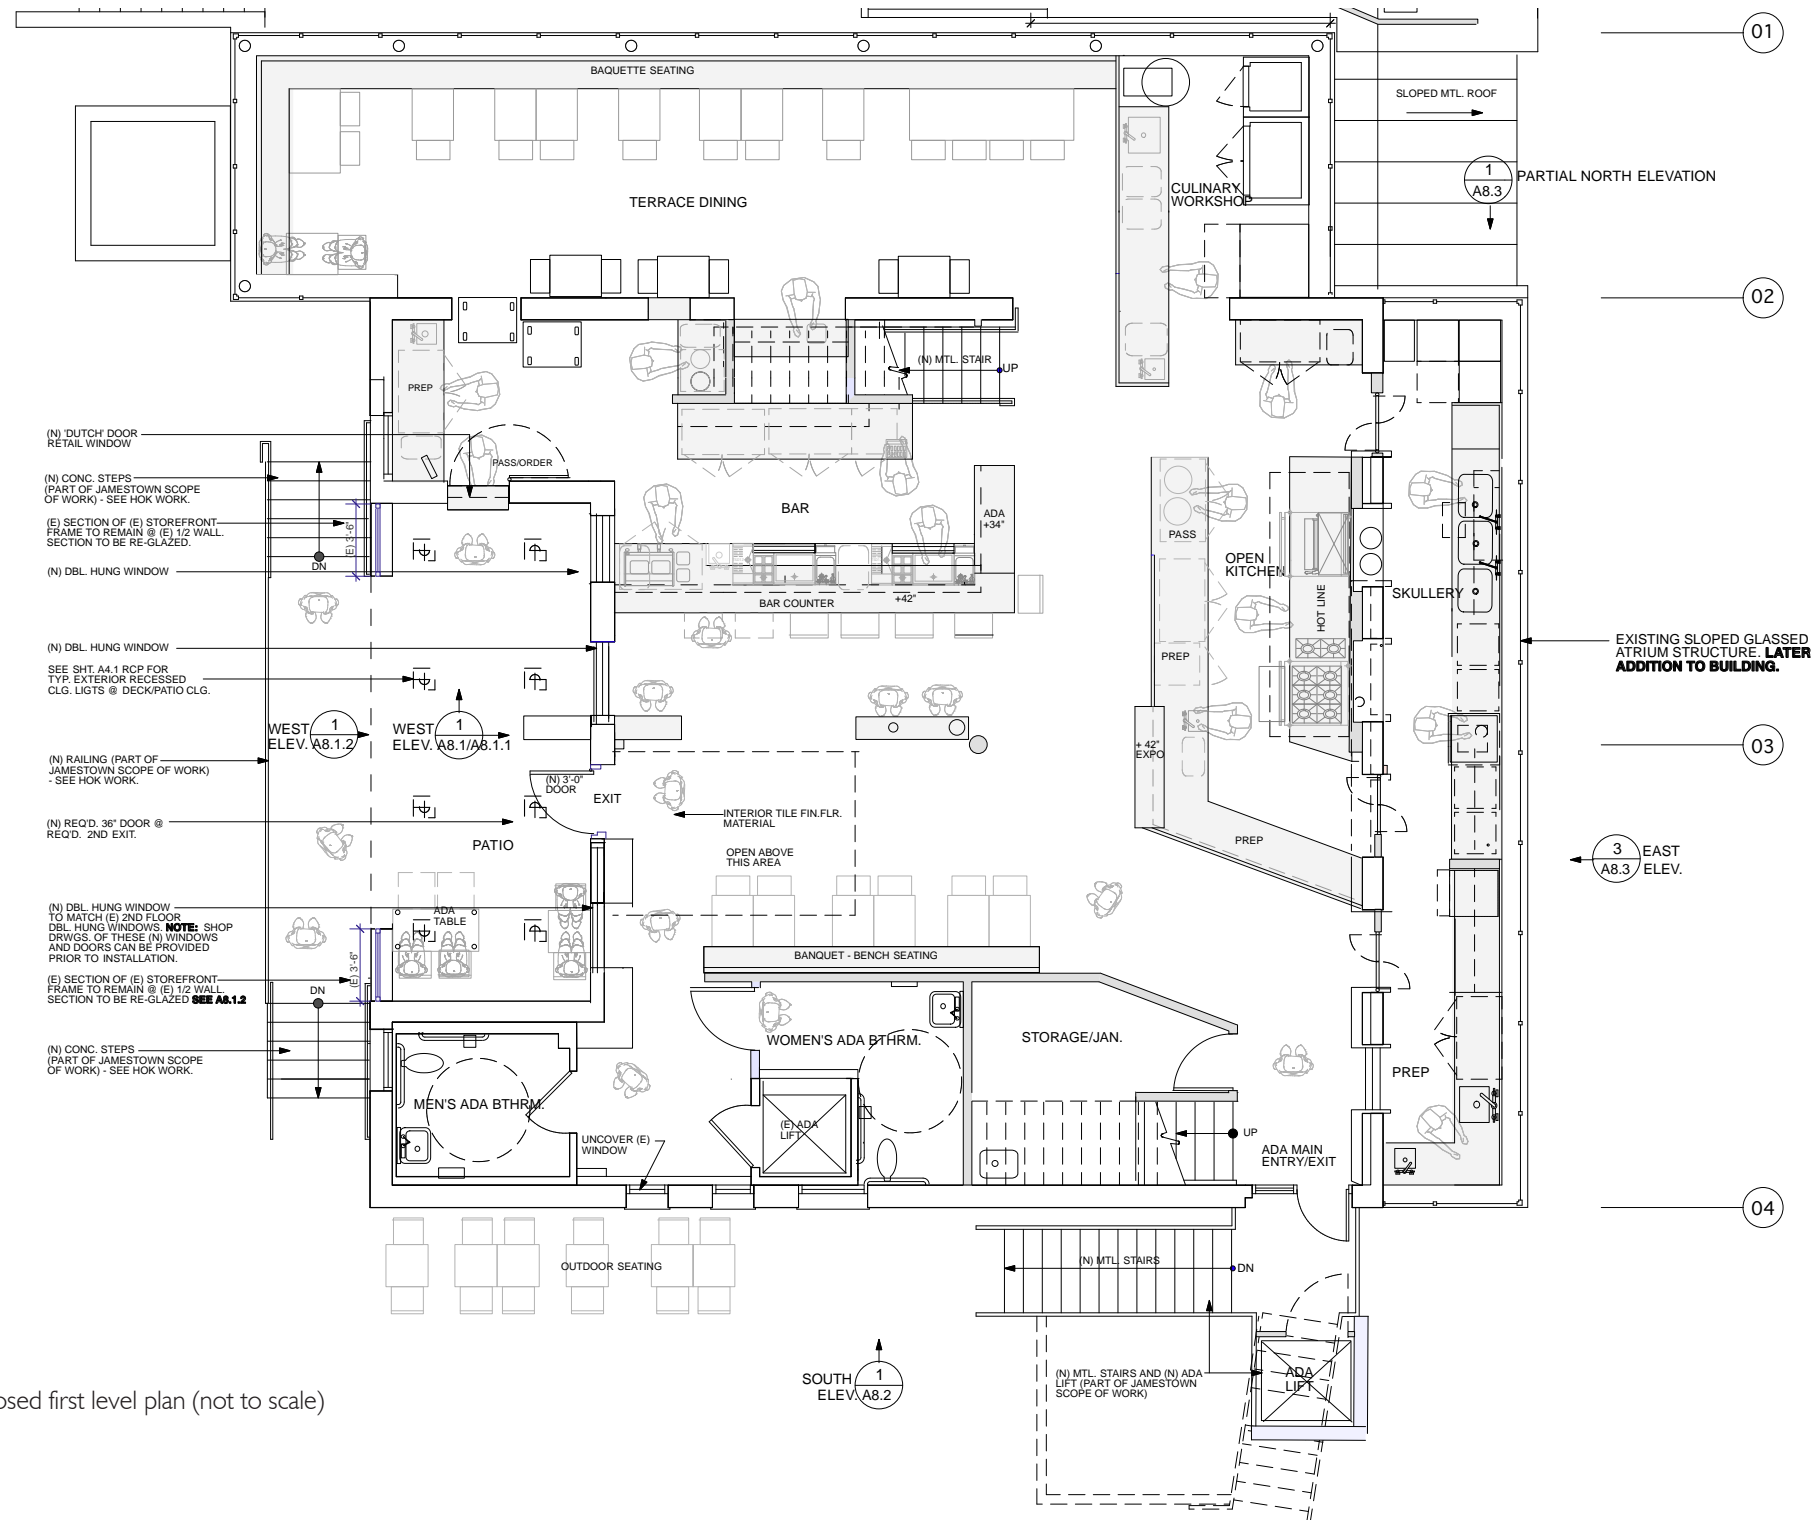 01
BAQUETTE SEATING
SLOPED MTL. ROOF
1
A8.3
PARTIAL NORTH ELEVATION
CULINARY
WORKSHOP
TERRACE DINING
02
(N) MTL. STAIR
UP
PREP
(N) 'DUTCH' DOOR
RETAIL WINDOW
PASS/ORDER
(N) CONC. STEPS
(PART OF JAMESTOWN SCOPE
OF WORK) - SEE HOK WORK.
BAR
ADA
+34"
PASS
(E) SECTION OF (E) STOREFRONT
FRAME TO REMAIN @ (E) 1/2 WALL.
SECTION TO BE RE-GLAZED.
(E) 3'-6"
DN
OPEN
KITCHEN
(N) DBL. HUNG WINDOW
SKULLERY
BAR COUNTER
+42"
HOT LINE
(N) DBL. HUNG WINDOW
PREP
EXISTING SLOPED GLASSED
ATRIUM STRUCTURE. LATER
ADDITION TO BUILDING.
SEE SHT. A4.1 RCP FOR
TYP. EXTERIOR RECESSED
CLG. LIGTS @ DECK/PATIO CLG.
WEST
ELEV.
1
A8.1.2
WEST
ELEV.
1
A8.1/A8.1.1
+ 42"
EXPO
03
(N) RAILING (PART OF
JAMESTOWN SCOPE OF WORK)
- SEE HOK WORK.
(N) 3'-0"
DOOR
EXIT
INTERIOR TILE FIN.FLR.
MATERIAL
(N) REQ'D. 36" DOOR @
REQ'D. 2ND EXIT.
PATIO
OPEN ABOVE
THIS AREA
PREP
3
A8.3
EAST
ELEV.
(N) DBL. HUNG WINDOW
TO MATCH (E) 2ND FLOOR
DBL. HUNG WINDOWS. NOTE: SHOP
DRWGS. OF THESE (N) WINDOWS
AND DOORS CAN BE PROVIDED
PRIOR TO INSTALLATION.
ADA
TABLE
BANQUET - BENCH SEATING
(E) SECTION OF (E) STOREFRONT
FRAME TO REMAIN @ (E) 1/2 WALL.
SECTION TO BE RE-GLAZED SEE A8.1.2
(E) 3'-6"
DN
WOMEN'S ADA BTHRM.
STORAGE/JAN.
(N) CONC. STEPS
(PART OF JAMESTOWN SCOPE
OF WORK) - SEE HOK WORK.
PREP
MEN'S ADA BTHRM.
(E) ADA
LIFT
UNCOVER (E)
WINDOW
UP
ADA MAIN
ENTRY/EXIT
04
OUTDOOR SEATING
(N) MTL. STAIRS
DN
SOUTH
ELEV.
1
A8.2
(N) MTL. STAIRS AND (N) ADA
LIFT (PART OF JAMESTOWN
SCOPE OF WORK)
ADA
LIFT
osed first level plan (not to scale)